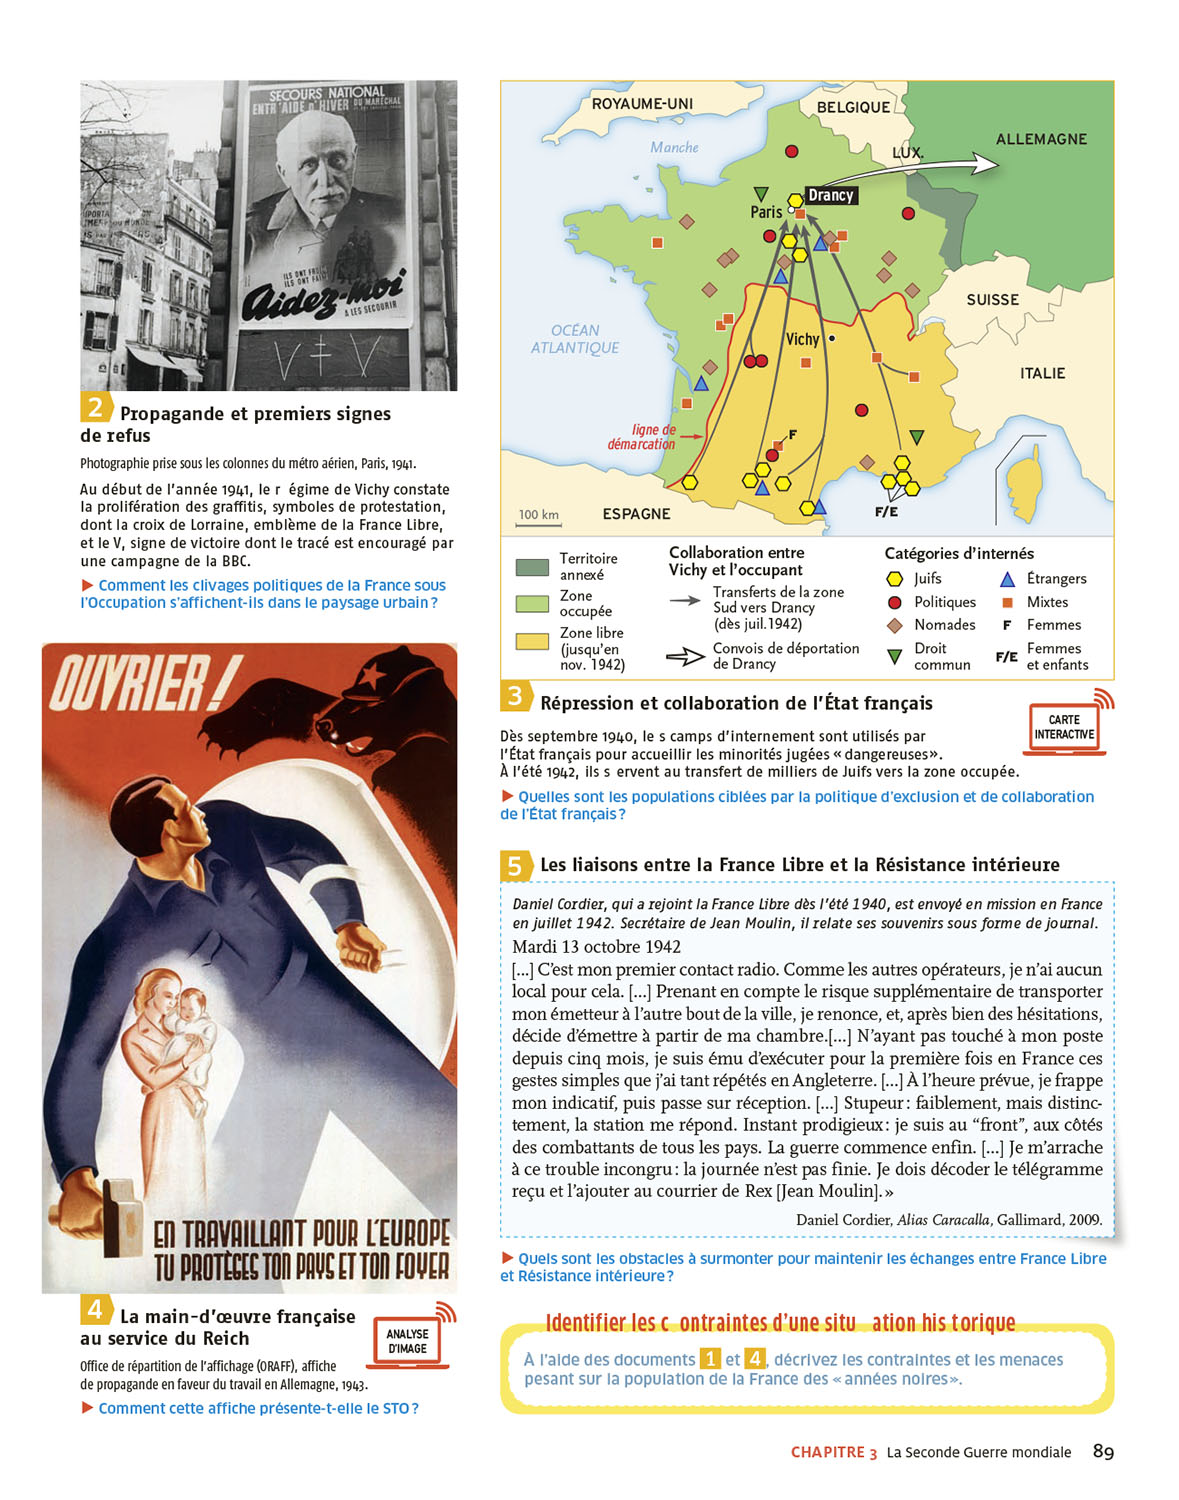 SECOURS NATIONAL
ENTR'AIDE D'HIVER DU MARÉCHAL
ILS ONT FROID
ILS ONT FAIM
Aidez-moi
A LES SECOURIR
V V
2 Propagande et premiers signes
de refus
Photographie prise sous les colonnes du métro aérien, Paris, 1941.
Au début de l'année 1941, le r égime de Vichy constate
la prolifération des graffitis, symboles de protestation,
dont la croix de Lorraine, emblème de la France Libre,
et le V, signe de victoire dont le tracé est encouragé par
une campagne de la BBC.
▶ Comment les clivages politiques de la France sous
l'Occupation s'affichent-ils dans le paysage urbain ?
OUVRIER !
EN TRAVAILLANT POUR L'EUROPE
TU PROTÈGES TON PAYS ET TON FOYER
4 La main-d'œuvre française
au service du Reich
ANALYSE
D'IMAGE
Office de répartition de l'affichage (ORAFF), affiche
de propagande en faveur du travail en Allemagne, 1943.
▶ Comment cette affiche présente-t-elle le STO ?
ROYAUME-UNI
BELGIQUE
ALLEMAGNE
LUX.
Manche
Drancy
Paris
SUISSE
OCÉAN
ATLANTIQUE
Vichy
ITALIE
ligne de
démarcation
F
F/E
ESPAGNE
100 km
Territoire
annexé
Zone
occupée
Zone libre
(jusqu'en
nov. 1942)
Collaboration entre
Vichy et l'occupant
Transferts de la zone
Sud vers Drancy
(dès juil.1942)
Convois de déportation
de Drancy
Catégories d'internés
Juifs
Étrangers
Politiques
Mixtes
Nomades
F Femmes
Droit
commun
F/E Femmes
et enfants
3 Répression et collaboration de l'État français
CARTE
INTERACTIVE
Dès septembre 1940, le s camps d'internement sont utilisés par
l'État français pour accueillir les minorités jugées « dangereuses ».
À l'été 1942, ils s ervent au transfert de milliers de Juifs vers la zone occupée.
▶ Quelles sont les populations ciblées par la politique d'exclusion et de collaboration
de l'État français ?
5 Les liaisons entre la France Libre et la Résistance intérieure
Daniel Cordier, qui a rejoint la France Libre dès l'été 1940, est envoyé en mission en France
en juillet 1942. Secrétaire de Jean Moulin, il relate ses souvenirs sous forme de journal.
Mardi 13 octobre 1942
[…] C'est mon premier contact radio. Comme les autres opérateurs, je n'ai aucun
local pour cela. […] Prenant en compte le risque supplémentaire de transporter
mon émetteur à l'autre bout de la ville, je renonce, et, après bien des hésitations,
décide d'émettre à partir de ma chambre.[…] N'ayant pas touché à mon poste
depuis cinq mois, je suis ému d'exécuter pour la première fois en France ces
gestes simples que j'ai tant répétés en Angleterre. […] À l'heure prévue, je frappe
mon indicatif, puis passe sur réception. […] Stupeur : faiblement, mais distinc-
tement, la station me répond. Instant prodigieux : je suis au “front”, aux côtés
des combattants de tous les pays. La guerre commence enfin. […] Je m'arrache
à ce trouble incongru : la journée n'est pas finie. Je dois décoder le télégramme
reçu et l'ajouter au courrier de Rex [Jean Moulin]. »
Daniel Cordier, Alias Caracalla, Gallimard, 2009.
▶ Quels sont les obstacles à surmonter pour maintenir les échanges entre France Libre
et Résistance intérieure ?
Identifier les c ontraintes d'une situ ation his torique
À l'aide des documents 1 et 4, décrivez les contraintes et les menaces
pesant sur la population de la France des « années noires ».
CHAPITRE 3 La Seconde Guerre mondiale 89